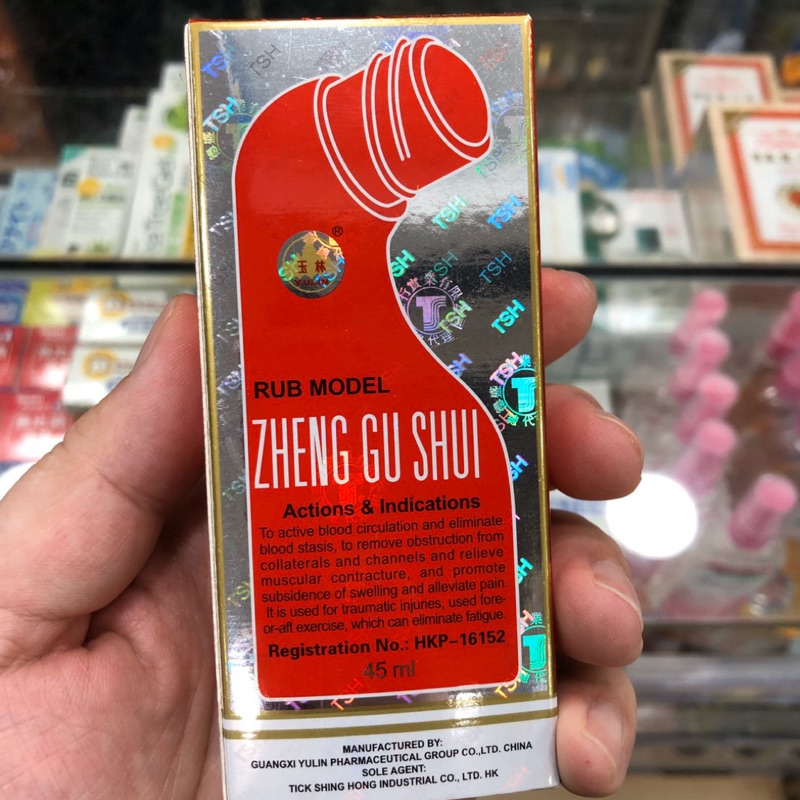 TSH
®
玉林
YULIN
RUB MODEL
ZHENG GU SHUI
Actions & Indications
To active blood circulation and eliminate
blood stasis, to remove obstruction from
collaterals and channels and relieve
muscular contracture, and promote
subsidence of swelling and alleviate pain.
It is used for traumatic injunes, used fore-
or-aft exercise, which can eliminate fatigue.
Registration No.: HKP-16152
45 ml
MANUFACTURED BY:
GUANGXI YULIN PHARMACEUTICAL GROUP CO.,LTD. CHINA
SOLE AGENT:
TICK SHING HONG INDUSTRIAL CO., LTD. HK